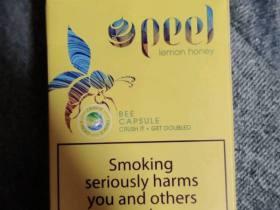 peel
lemon honey
BEE
CAPSULE
CRUSH IT • GET DOUBLED
Smoking
seriously harms
you and others